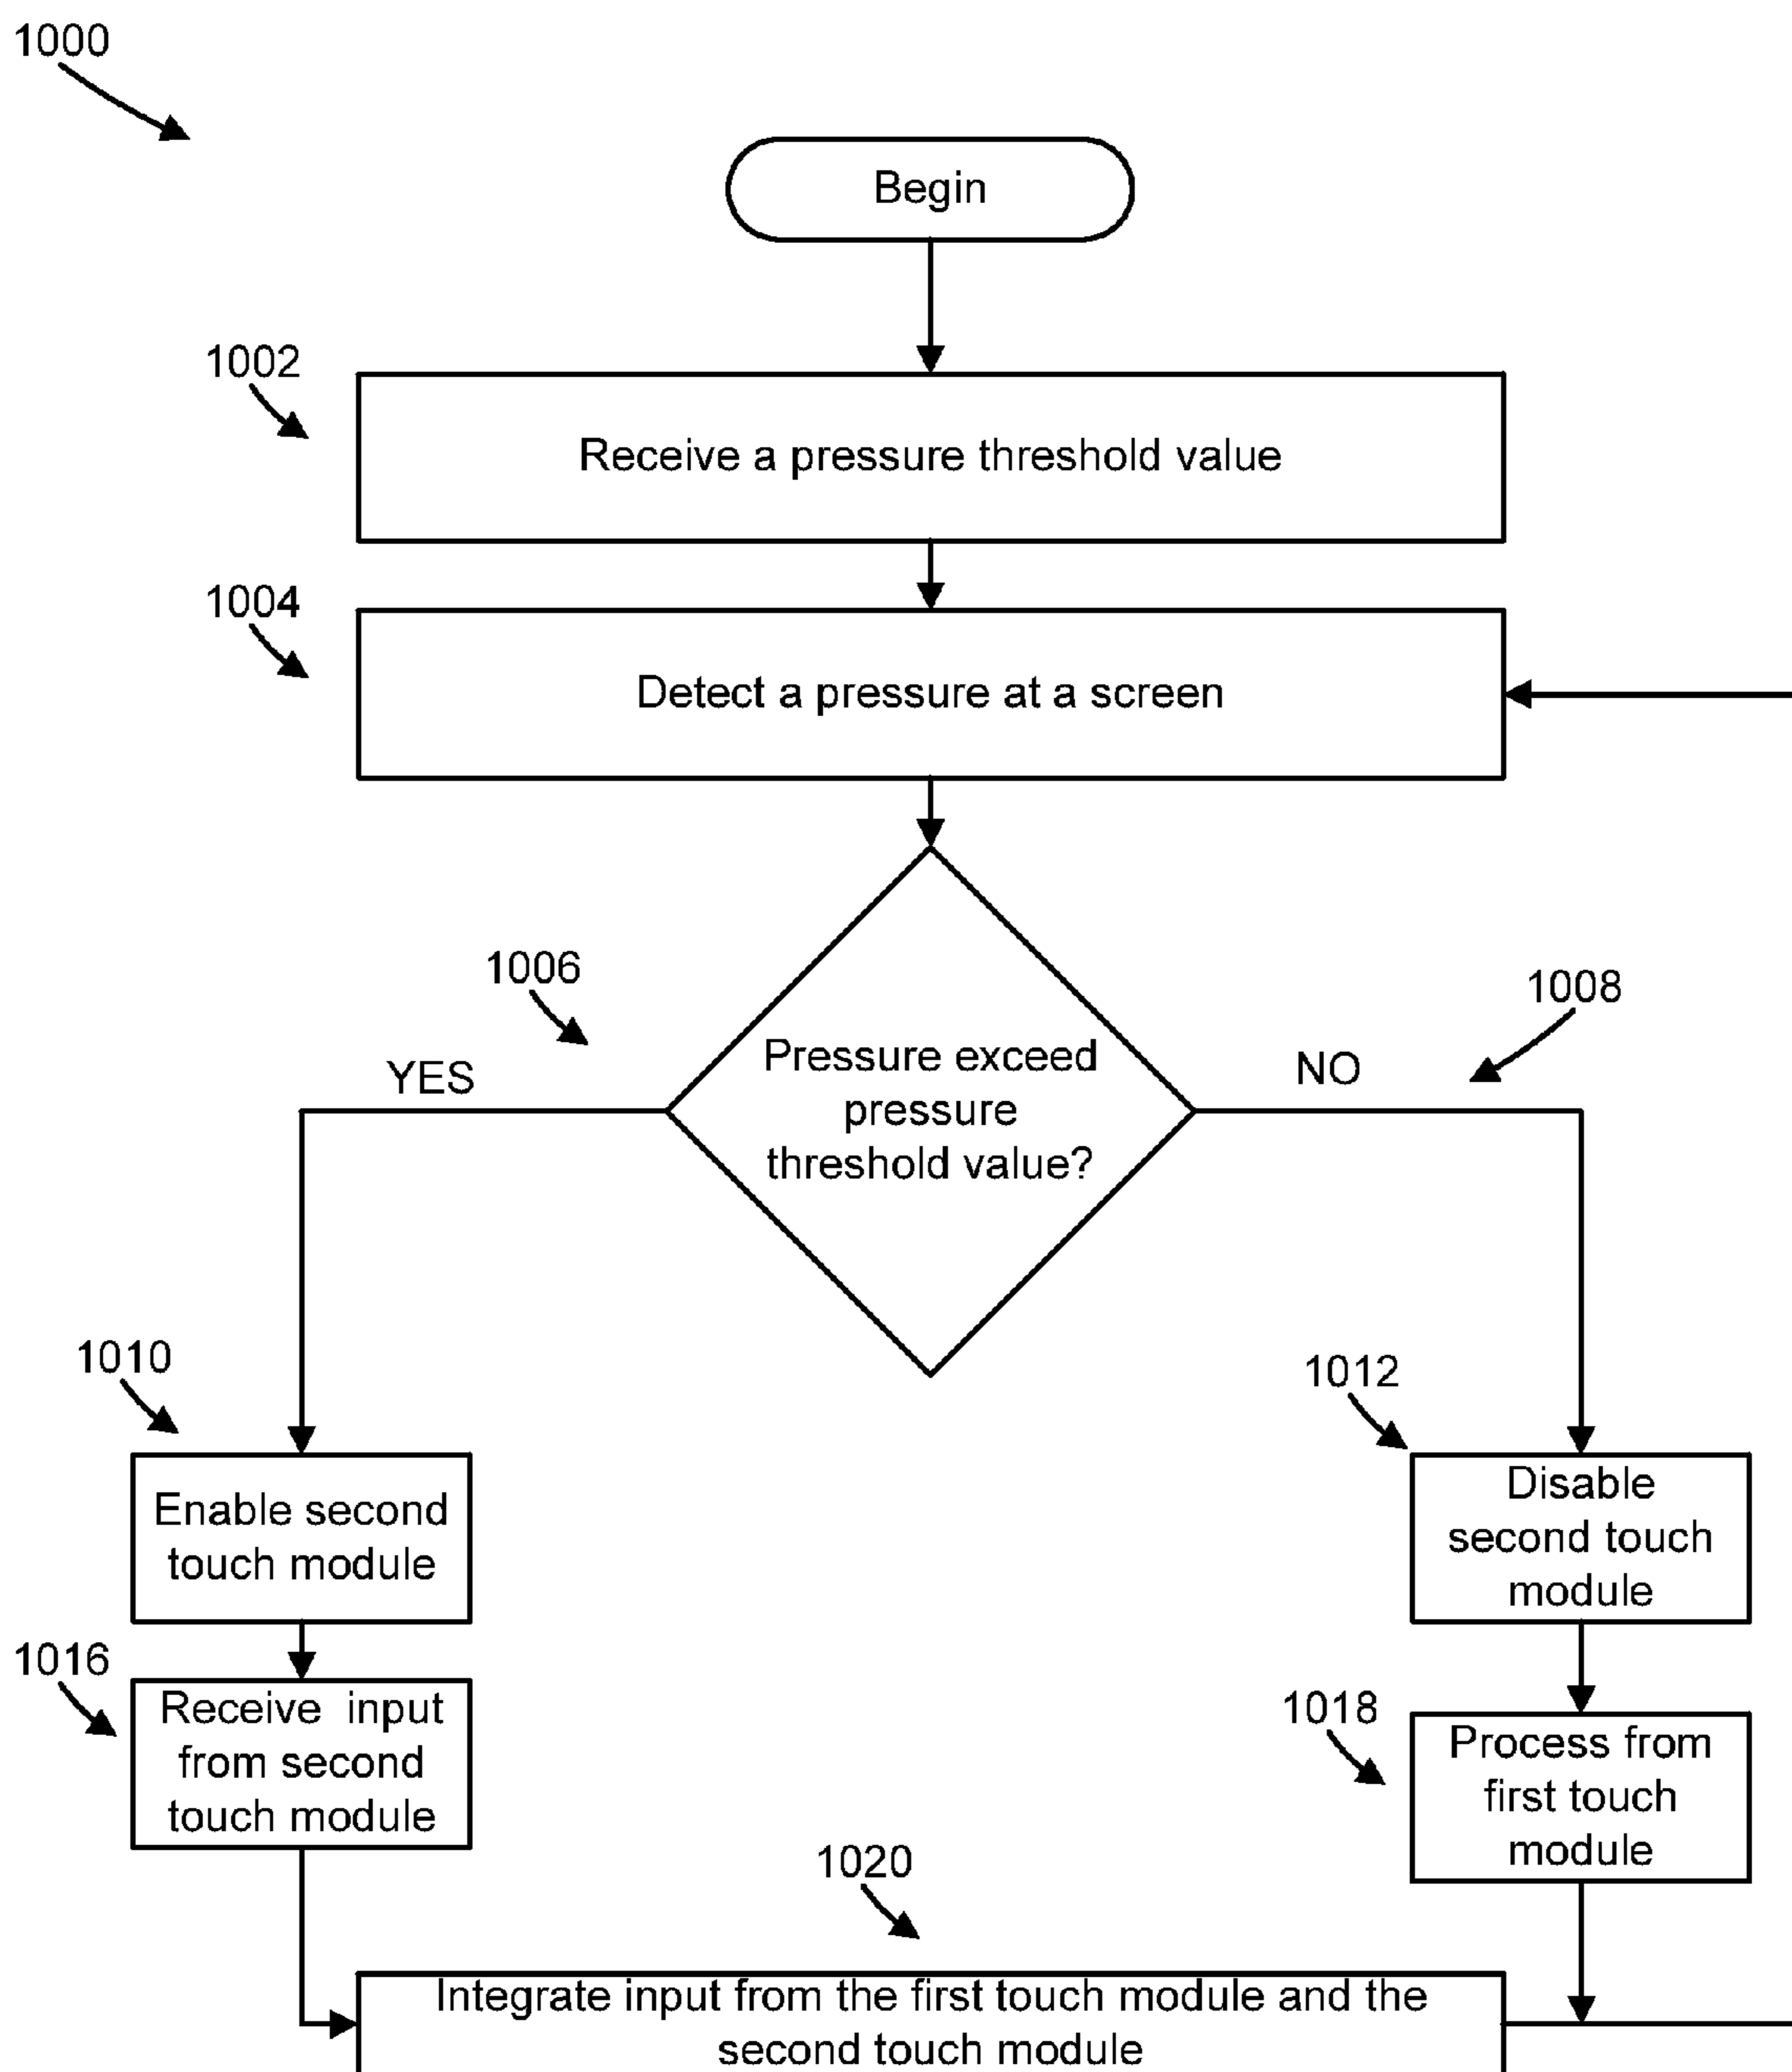 1000
Begin
1002
Receive a pressure threshold value
1004
Detect a pressure at a screen
1006
1008
YES
NO
Pressure exceed
pressure
threshold value?
1010
1012
Enable second
touch module
Disable
second touch
module
1016
Receive input
from second
touch module
1018
Process from
first touch
module
1020
Integrate input from the first touch module and the
second touch module